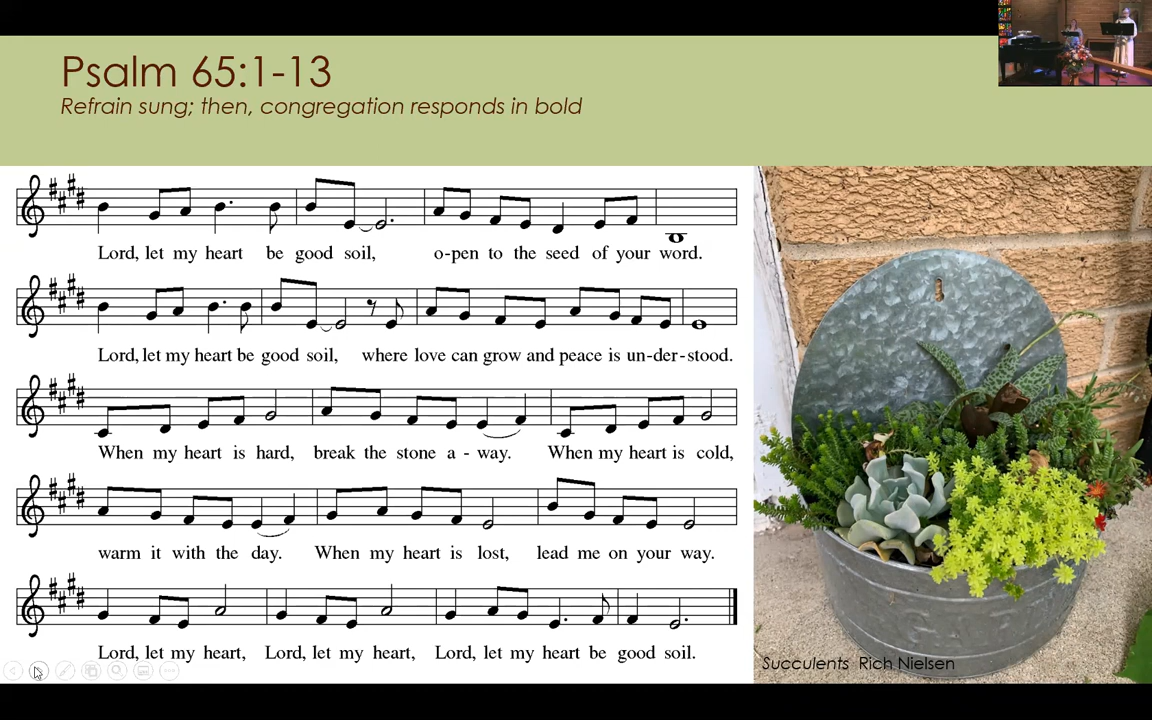 Psalm 65:1-13
Refrain sung; then, congregation responds in bold
Lord, let my heart be good soil, o-pen to the seed of your word.
Lord, let my heart be good soil, where love can grow and peace is un-der-stood.
When my heart is hard, break the stone a - way. When my heart is cold,
warm it with the day. When my heart is lost, lead me on your way.
Lord, let my heart, Lord, let my heart, Lord, let my heart be good soil.
Succulents Rich Nielsen